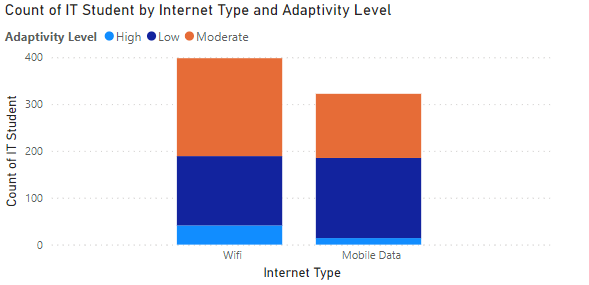 Count of IT Student by Internet Type and Adaptivity Level
Adaptivity Level High Low Moderate
400
300
200
100
0
Count of IT Student
Wifi Mobile Data
Internet Type